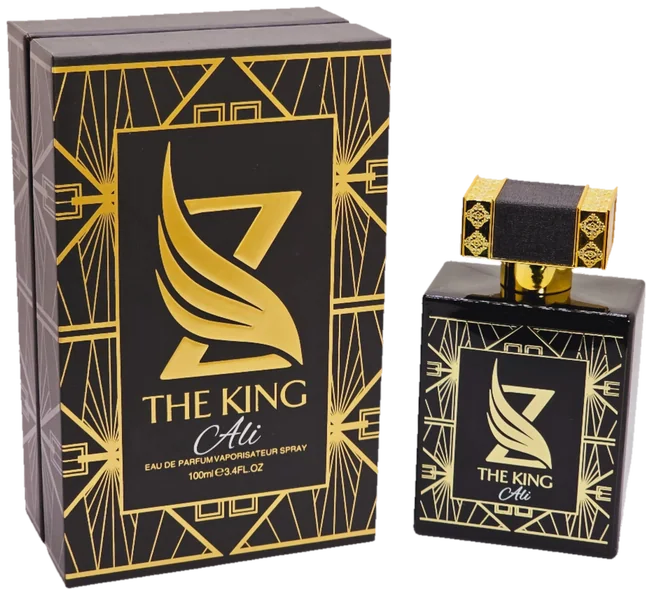 THE KING
Ali
EAU DE PARFUM VAPORISATEUR SPRAY
100ml℮3.4FL.OZ
THE KING
Ali